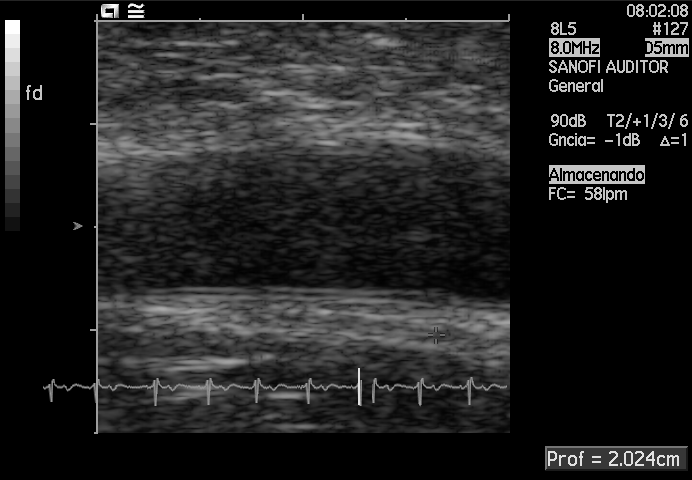 08:02:08
8L5 #127
8.0MHz D5mm
SANOFI AUDITOR
General
90dB T2/+1/3/ 6
Gncia= -1dB Δ=1
Almacenando
FC= 58lpm
fd
Prof = 2.024cm